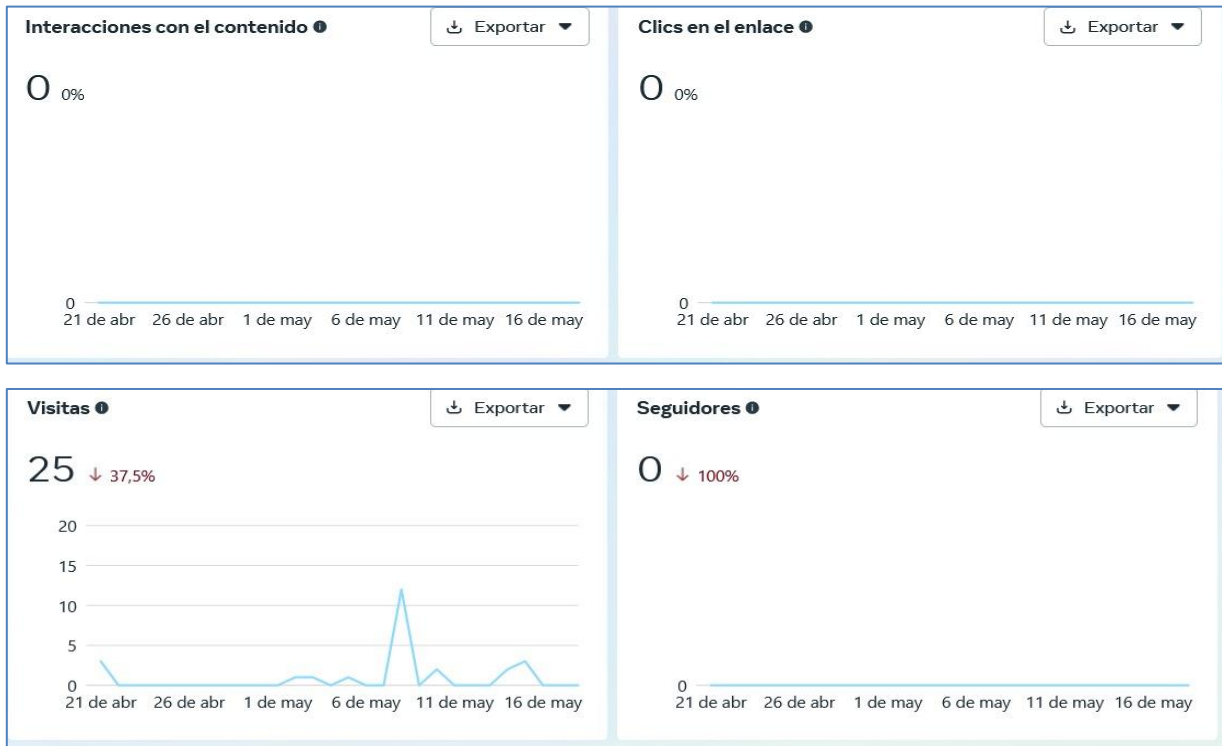 Interacciones con el contenido
Exportar
0 0%
0
21 de abr 26 de abr 1 de may 6 de may 11 de may 16 de may
Clics en el enlace
Exportar
0 0%
0
21 de abr 26 de abr 1 de may 6 de may 11 de may 16 de may
Visitas
Exportar
25 ↓ 37,5%
20
15
10
5
0
21 de abr 26 de abr 1 de may 6 de may 11 de may 16 de may
Seguidores
Exportar
0 ↓ 100%
0
21 de abr 26 de abr 1 de may 6 de may 11 de may 16 de may